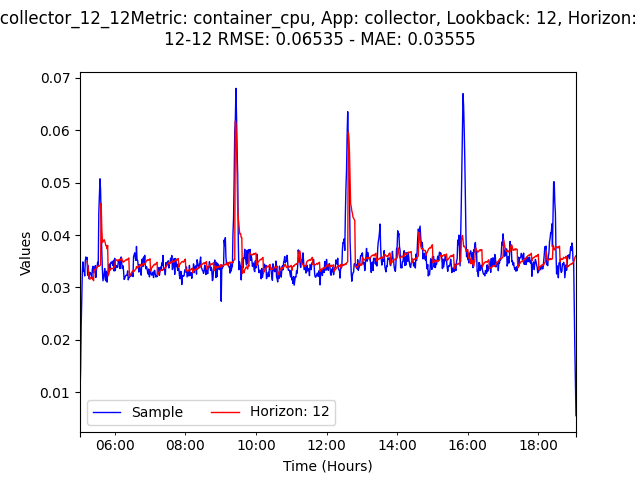 collector_12_12Metric: container_cpu, App: collector, Lookback: 12, Horizon:
12-12 RMSE: 0.06535 - MAE: 0.03555
0.07
0.06
0.05
0.04
0.03
0.02
0.01
Values
Sample
Horizon: 12
06:00 08:00 10:00 12:00 14:00 16:00 18:00
Time (Hours)